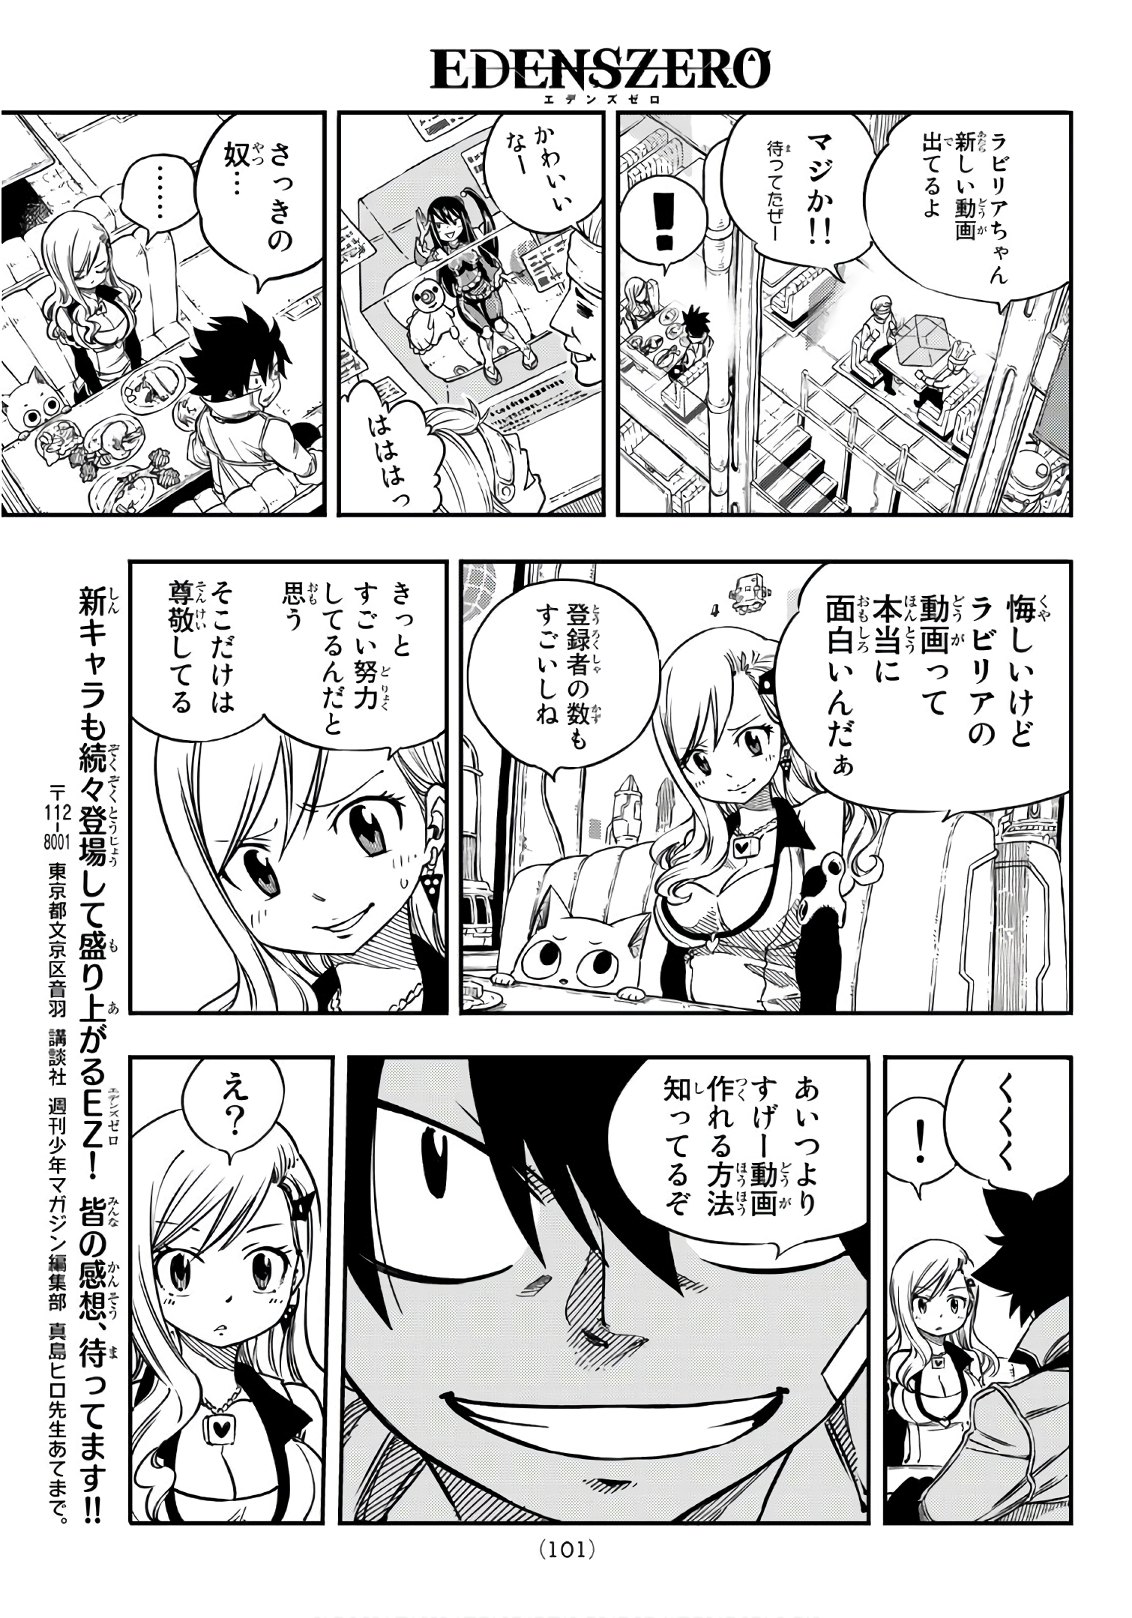 EDENSZERO
エデンズゼロ
ラビリアちゃん
新しい動画
出てるよ
マジか!!
待ってたぜー
！
かわいい
なー
はははっ
さっきの
奴…
……
悔しいけど
ラビリアの
動画って
本当に
面白いんだぁ
登録者の数も
すごいしね
きっと
すごい努力
してるんだと
思う
そこだけは
尊敬してる
くくく
！
あいつより
すげー動画
作れる方法
知ってるぞ
え？
新キャラも続々登場して盛り上がるEZ！ 皆の感想、待ってます!!
〒112-8001 東京都文京区音羽 講談社 週刊少年マガジン編集部 真島ヒロ先生あてまで。
(101)